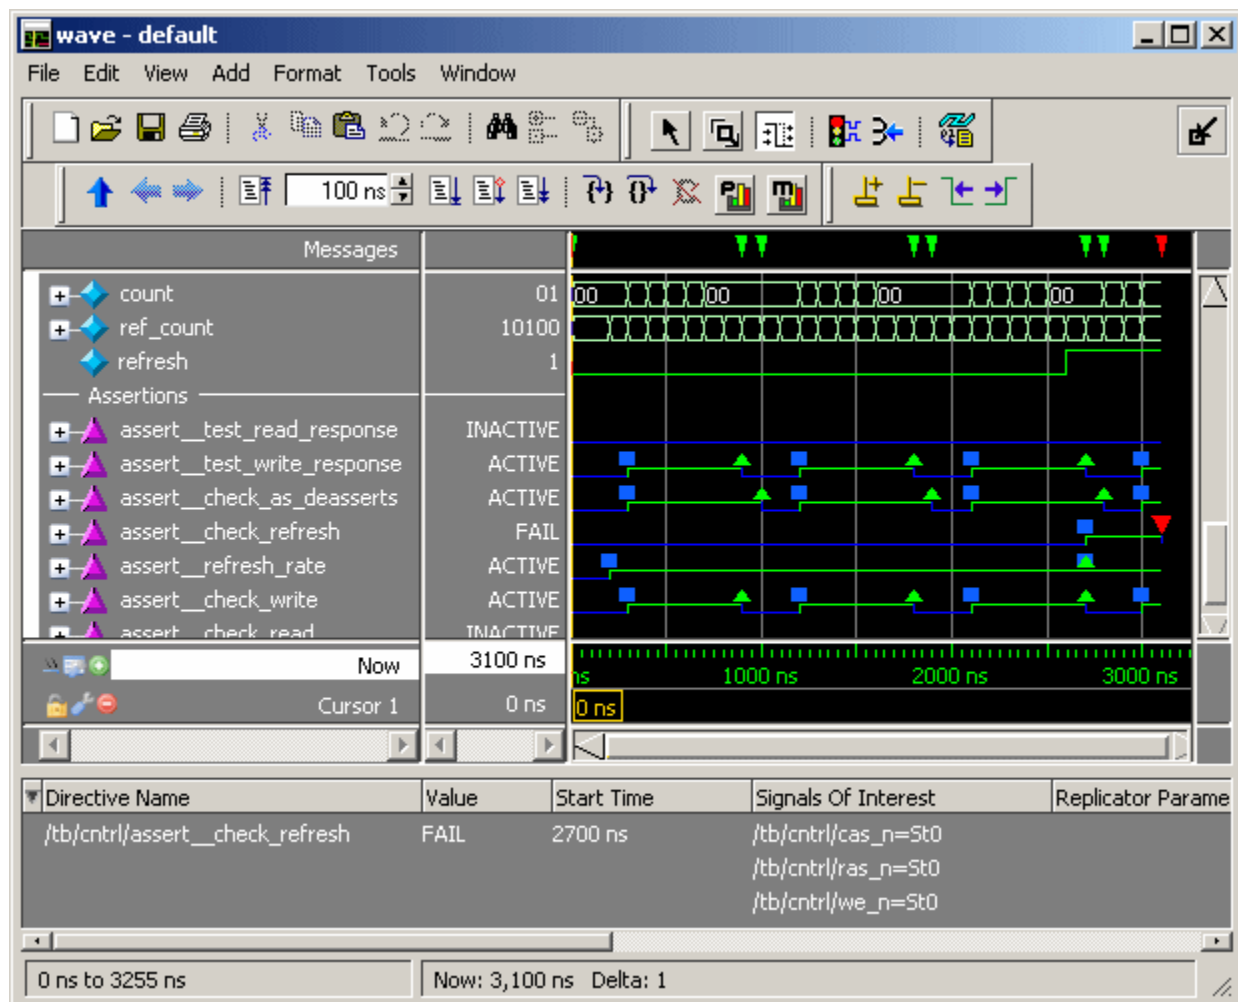 wave - default
File Edit View Add Format Tools Window
100 ns
Messages
count 01 00 00 00 00
ref_count 10100
refresh 1
Assertions
assert__test_read_response INACTIVE
assert__test_write_response ACTIVE
assert__check_as_deasserts ACTIVE
assert__check_refresh FAIL
assert__refresh_rate ACTIVE
assert__check_write ACTIVE
assert__check_read INACTIVE
Now 3100 ns
ns 1000 ns 2000 ns 3000 ns
Cursor 1 0 ns 0 ns
Directive Name Value Start Time Signals Of Interest Replicator Parame
/tb/cntrl/assert__check_refresh FAIL 2700 ns /tb/cntrl/cas_n=St0
/tb/cntrl/ras_n=St0
/tb/cntrl/we_n=St0
0 ns to 3255 ns Now: 3,100 ns Delta: 1